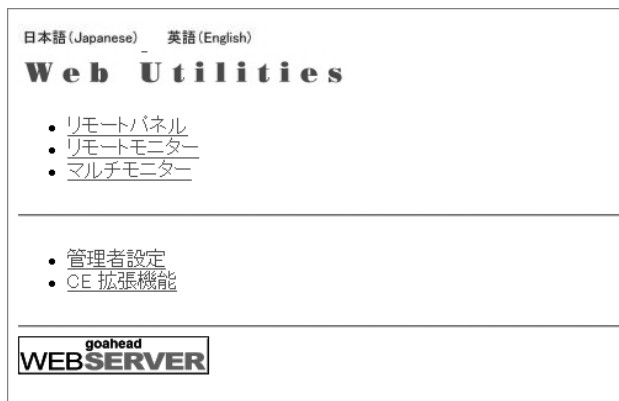 日本語(Japanese) 英語(English)
Web Utilities
リモートパネル
リモートモニター
マルチモニター
管理者設定
CE 拡張機能
goahead
WEBSERVER